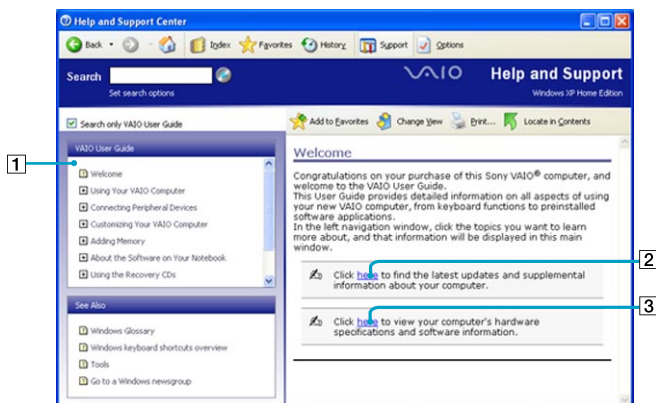 Help and Support Center
Back Index Favorites History Support Options
Search
Set search options
VAIO Help and Support
Windows XP Home Edition
Search only VAIO User Guide
Add to Favorites Change View Print... Locate in Contents
VAIO User Guide
Welcome
Using Your VAIO Computer
Connecting Peripheral Devices
Customizing Your VAIO Computer
Adding Memory
About the Software on Your Notebook
Using the Recovery CDs
See Also
Windows Glossary
Windows keyboard shortcuts overview
Tools
Go to a Windows newsgroup
Welcome
Congratulations on your purchase of this Sony VAIO® computer, and
welcome to the VAIO User Guide.
This User Guide provides detailed information on all aspects of using
your new VAIO computer, from keyboard functions to preinstalled
software applications.
In the left navigation window, click the topics you want to learn
more about, and that information will be displayed in this main
window.
Click here to find the latest updates and supplemental
information about your computer.
Click here to view your computer's hardware
specifications and software information.
1
2
3